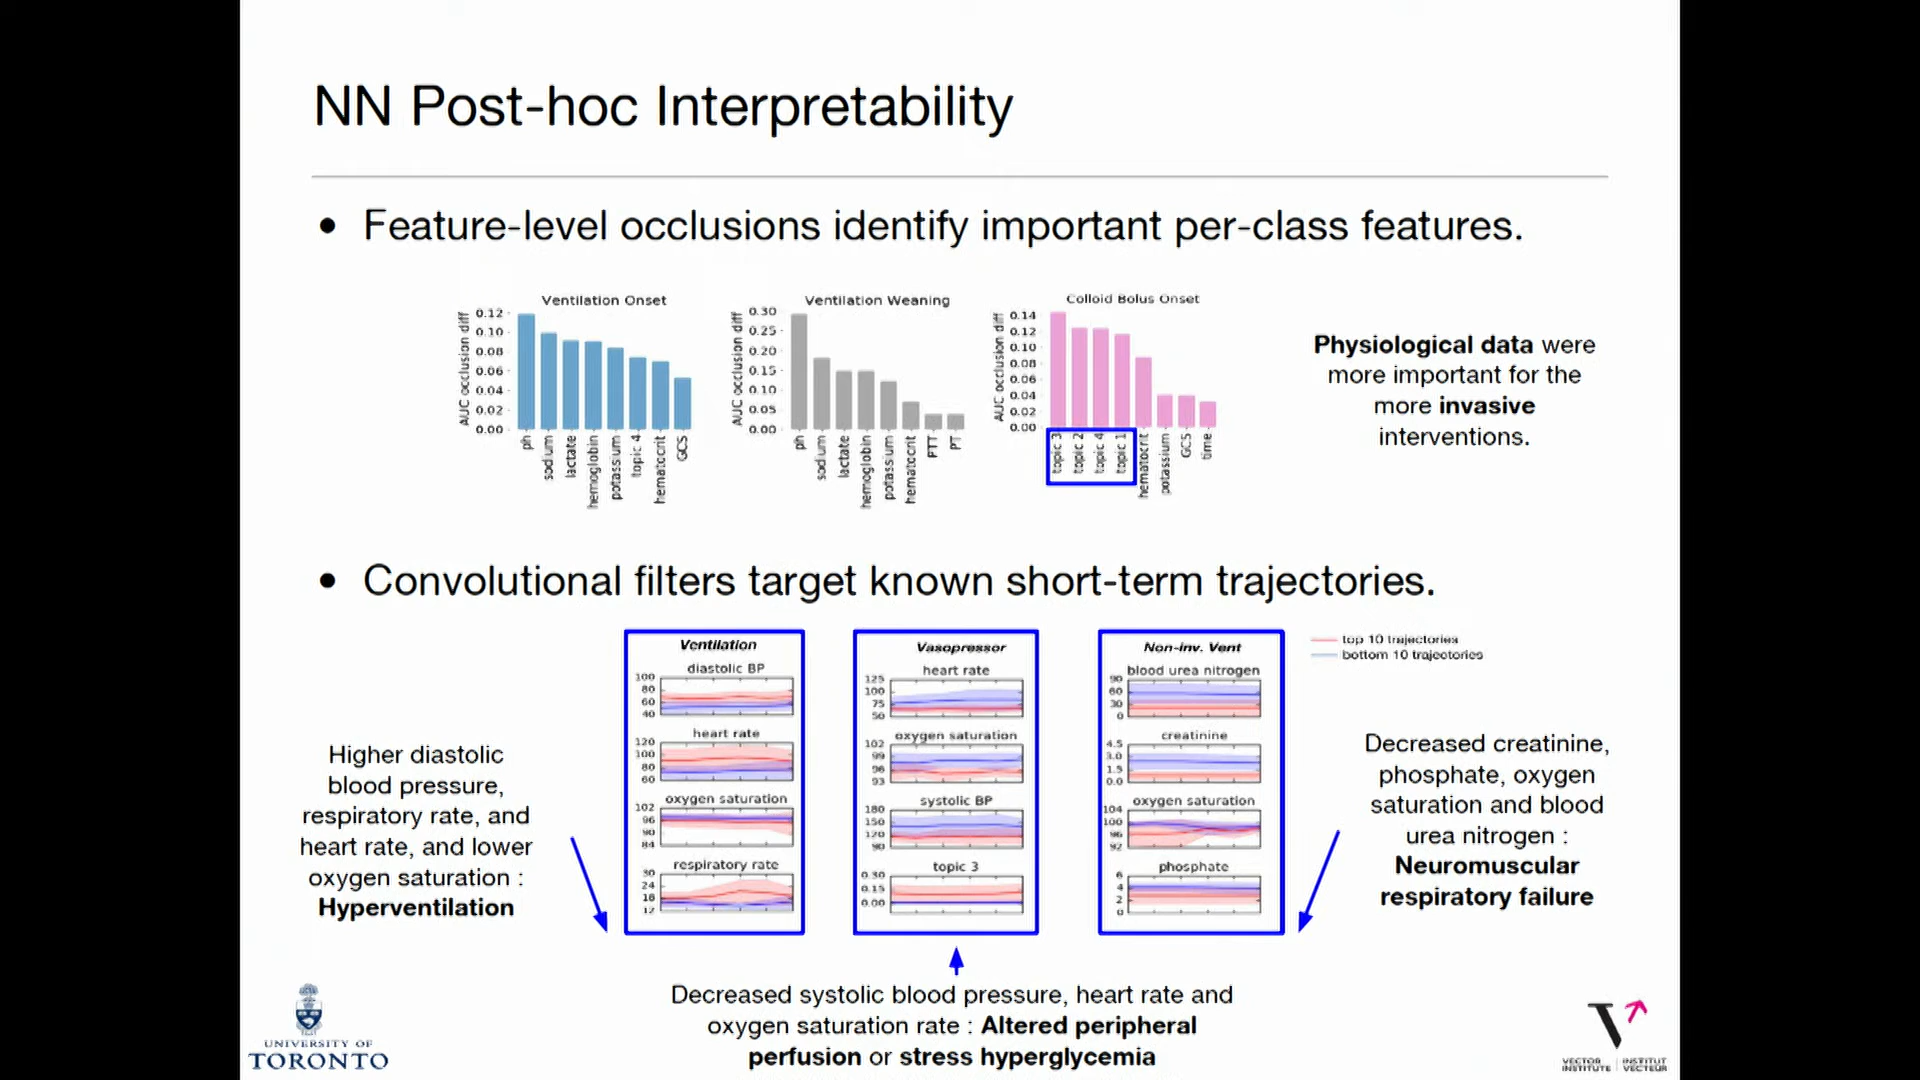 NN Post-hoc Interpretability
• Feature-level occlusions identify important per-class features.
Ventilation Onset
AUC occlusion diff
0.12
0.10
0.08
0.06
0.04
0.02
0.00
ph
sodium
lactate
hemoglobin
potassium
topic 4
hematocrit
GCS
Ventilation Weaning
AUC occlusion diff
0.30
0.25
0.20
0.15
0.10
0.05
0.00
ph
sodium
lactate
hemoglobin
potassium
hematocrit
PTT
PT
Colloid Bolus Onset
AUC occlusion diff
0.14
0.12
0.10
0.08
0.06
0.04
0.02
0.00
topic 3
topic 2
topic 4
topic 1
hematocrit
potassium
GCS
time
Physiological data were
more important for the
more invasive
interventions.
• Convolutional filters target known short-term trajectories.
Ventilation
diastolic BP
100
80
60
40
heart rate
120
100
80
60
oxygen saturation
102
96
90
84
respiratory rate
30
24
18
12
Vasopressor
heart rate
125
100
75
50
oxygen saturation
102
99
96
93
systolic BP
180
150
120
90
topic 3
0.30
0.15
0.00
Non-inv. Vent
blood urea nitrogen
90
60
30
0
creatinine
4.5
3.0
1.5
0.0
oxygen saturation
104
100
96
92
phosphate
6
4
2
0
top 10 trajectories
bottom 10 trajectories
Higher diastolic
blood pressure,
respiratory rate, and
heart rate, and lower
oxygen saturation :
Hyperventilation
Decreased creatinine,
phosphate, oxygen
saturation and blood
urea nitrogen :
Neuromuscular
respiratory failure
Decreased systolic blood pressure, heart rate and
oxygen saturation rate : Altered peripheral
perfusion or stress hyperglycemia
UNIVERSITY OF
TORONTO
VECTOR INSTITUTE
INSTITUT VECTEUR